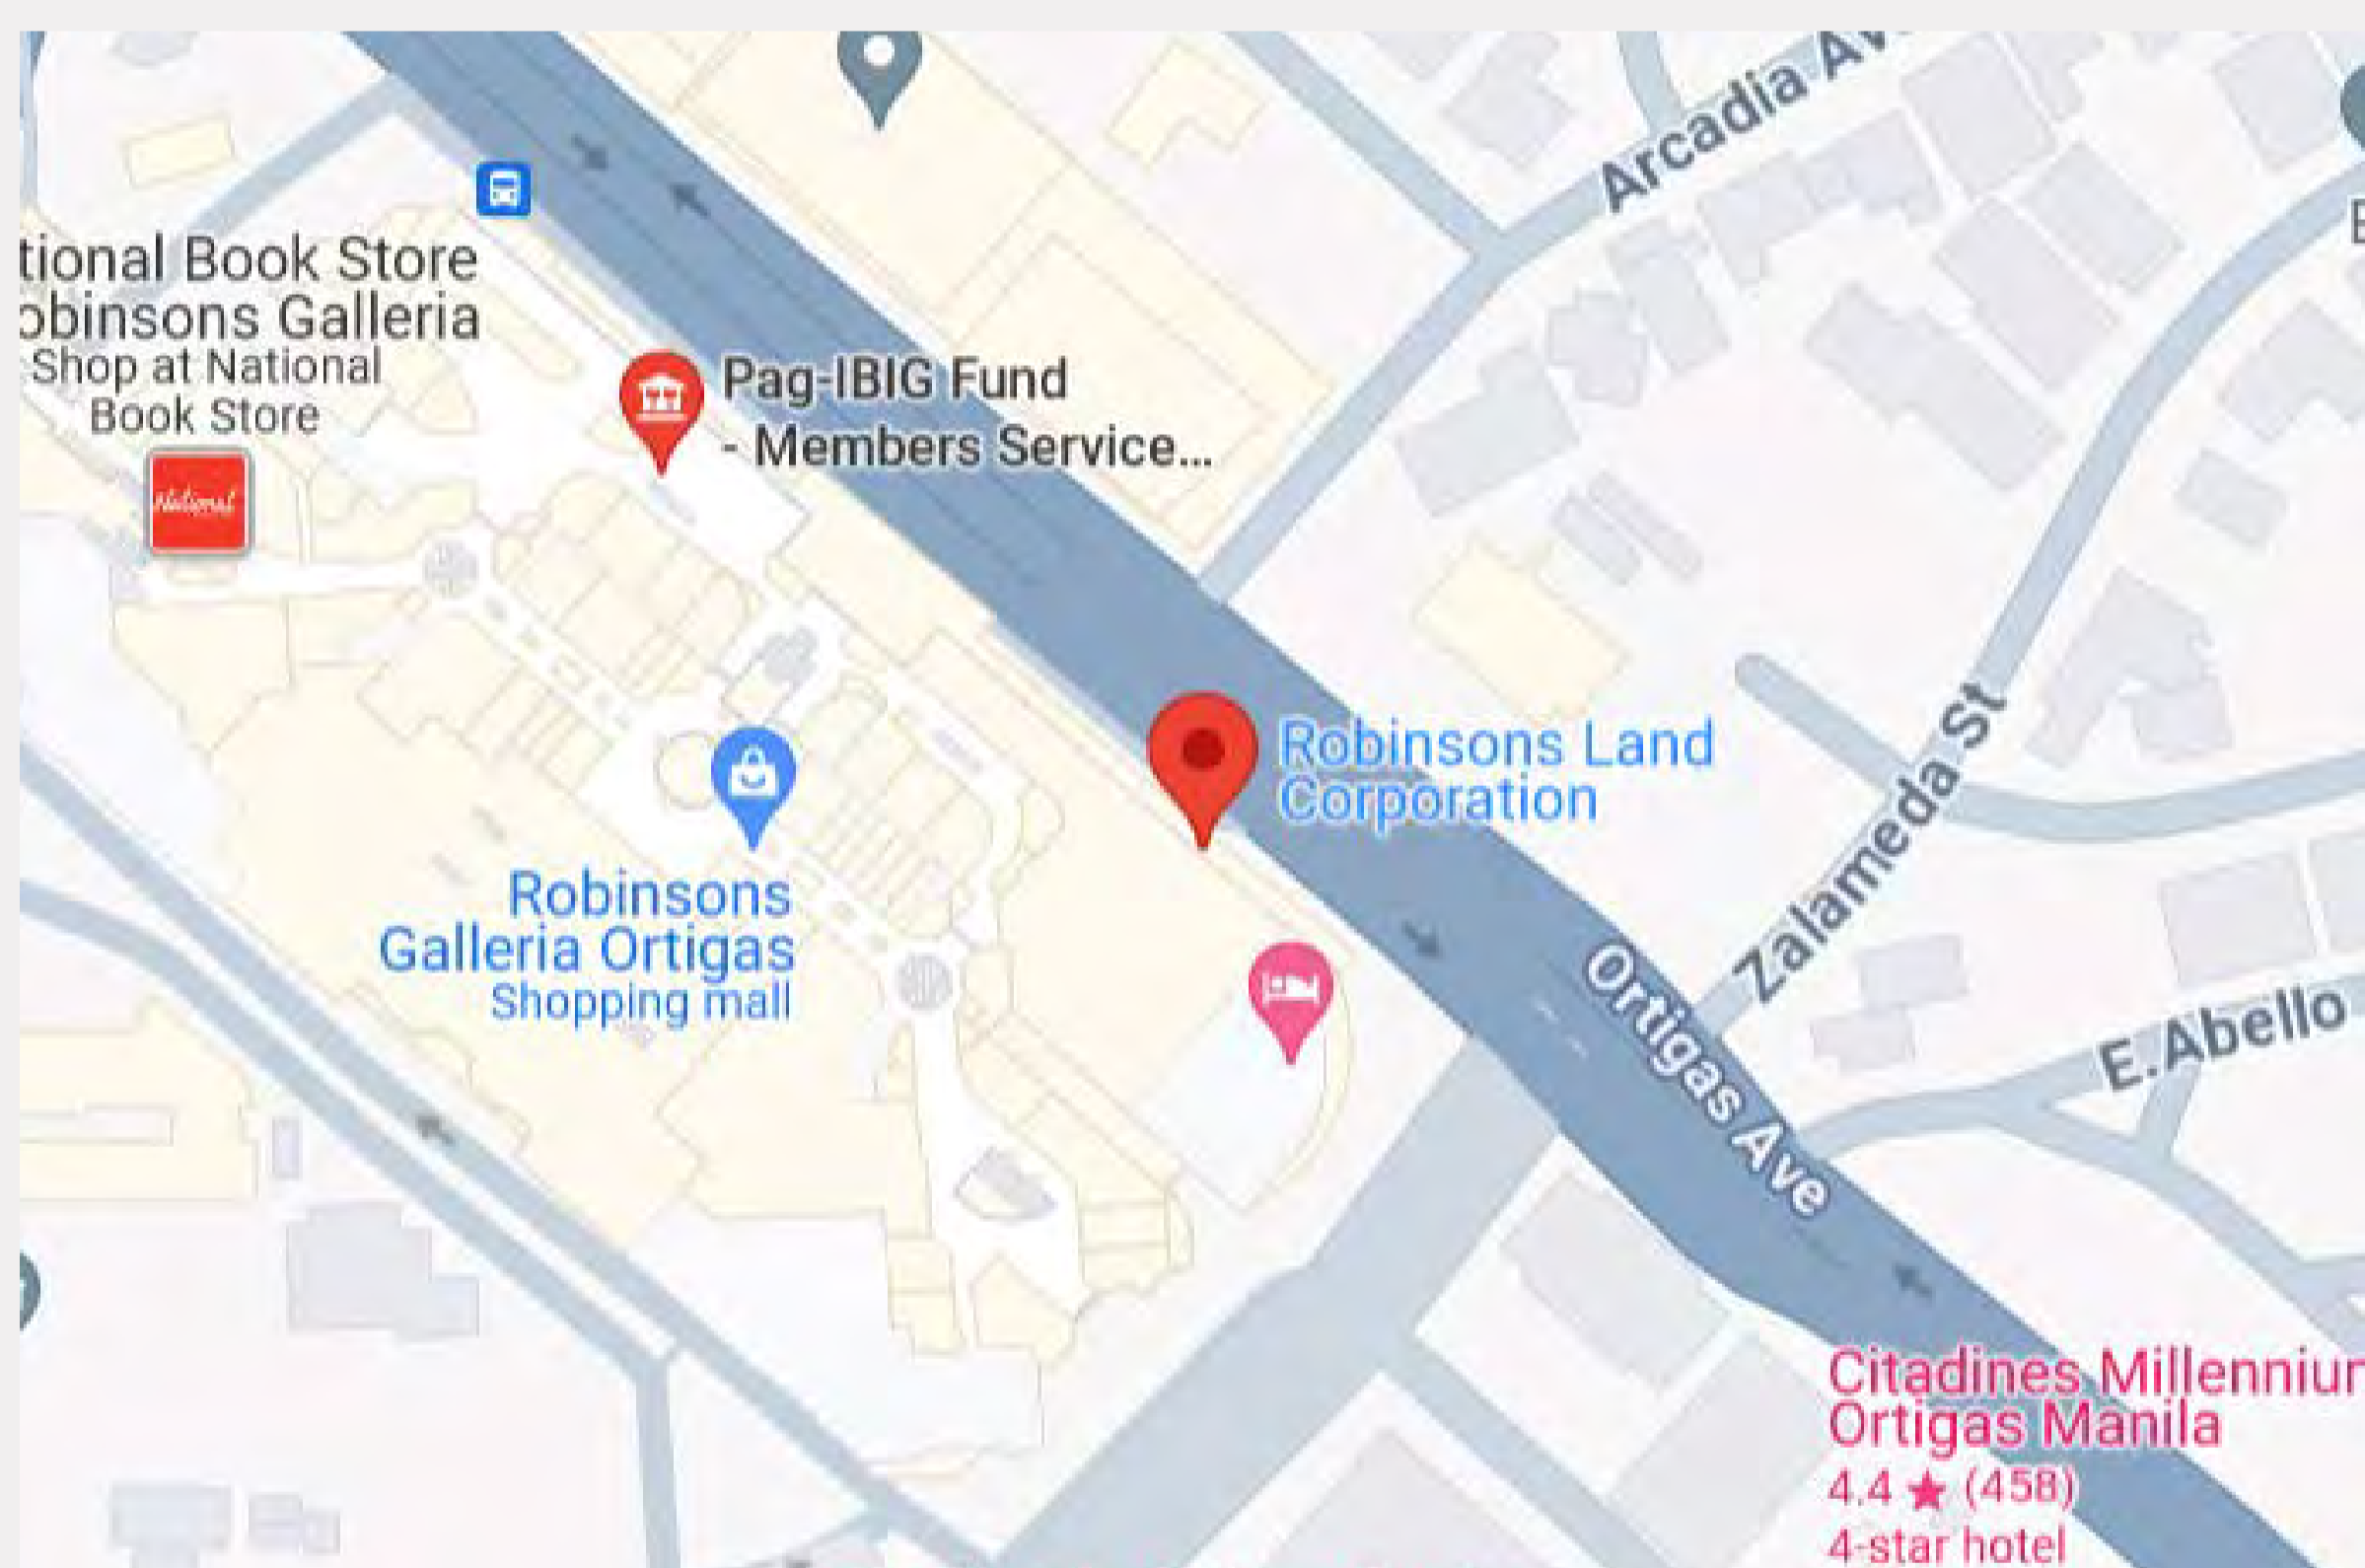 Arcadia Av
tional Book Store
obinsons Galleria
Shop at National
Book Store
National
Pag-IBIG Fund
- Members Service...
Robinsons Land
Corporation
Zalameda St
Robinsons
Galleria Ortigas
Shopping mall
Ortigas Ave
E. Abello
Citadines Millenniu
Ortigas Manila
4.4 ★ (458)
4-star hotel